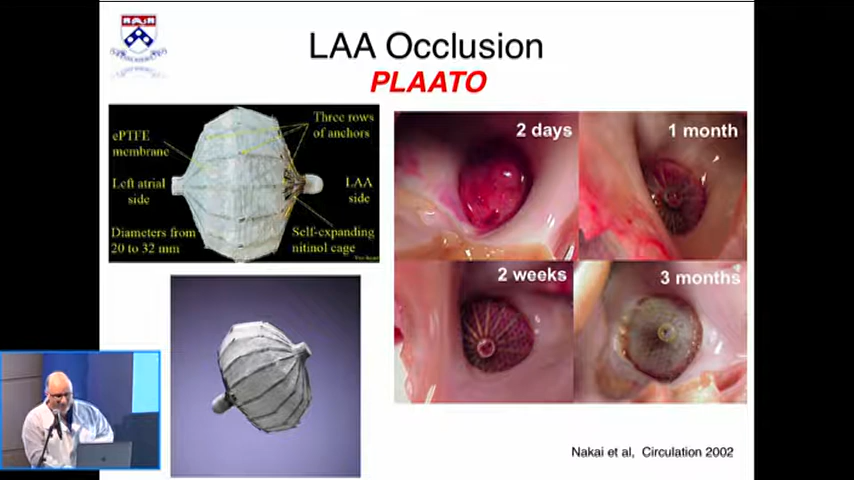 LAA Occlusion
PLAATO
ePTFE
membrane
Three rows
of anchors
Left atrial
side
LAA
side
Diameters from
20 to 32 mm
Self-expanding
nitinol cage
2 days
1 month
2 weeks
3 months
Nakai et al, Circulation 2002